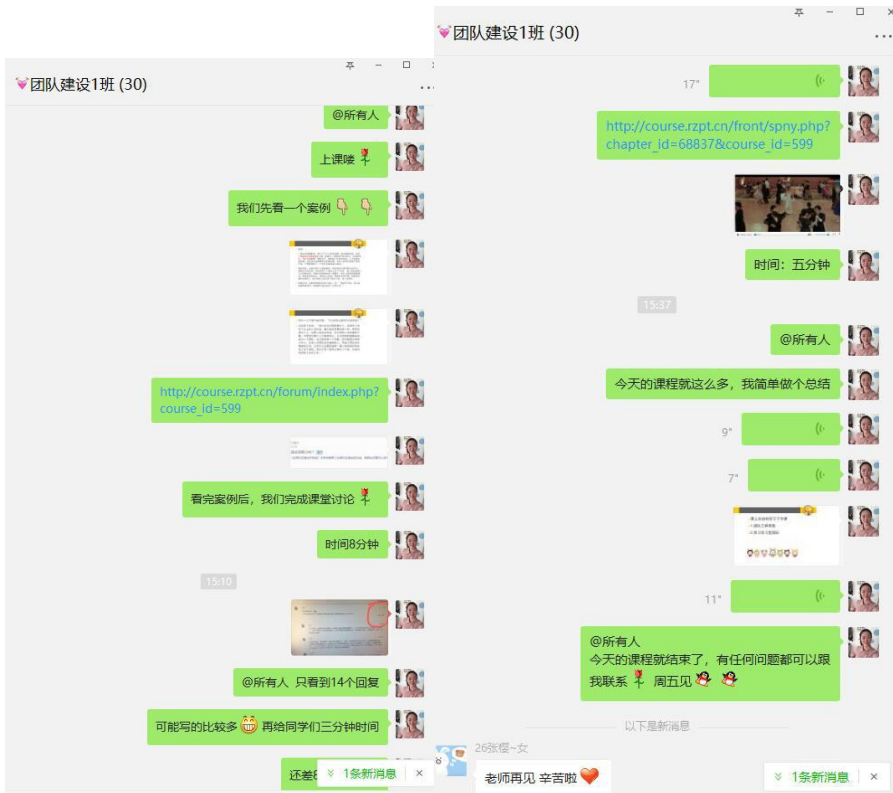 团队建设1班 (30)
@所有人
上课喽
我们先看一个案例
http://course.rzpt.cn/forum/index.php?
course_id=599
看完案例后，我们完成课堂讨论
时间8分钟
15:10
@所有人 只看到14个回复
可能写的比较多 再给同学们三分钟时间
还差
1条新消息
团队建设1班 (30)
17"
http://course.rzpt.cn/front/spny.php?
chapter_id=68837&course_id=599
时间：五分钟
15:37
@所有人
今天的课程就这么多，我简单做个总结
9"
7"
11"
@所有人
今天的课程就结束了，有任何问题都可以跟
我联系 周五见
以下是新消息
26张樱~女
老师再见 辛苦啦
1条新消息